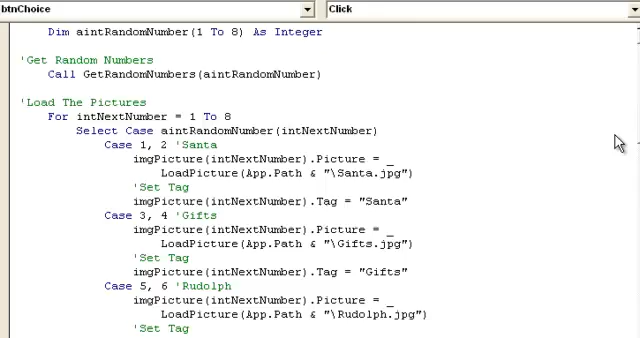 btnChoice
Click
Dim aintRandomNumber(1 To 8) As Integer
'Get Random Numbers
Call GetRandomNumbers(aintRandomNumber)
'Load The Pictures
For intNextNumber = 1 To 8
Select Case aintRandomNumber(intNextNumber)
Case 1, 2 'Santa
imgPicture(intNextNumber).Picture = _
LoadPicture(App.Path & "\Santa.jpg")
'Set Tag
imgPicture(intNextNumber).Tag = "Santa"
Case 3, 4 'Gifts
imgPicture(intNextNumber).Picture = _
LoadPicture(App.Path & "\Gifts.jpg")
'Set Tag
imgPicture(intNextNumber).Tag = "Gifts"
Case 5, 6 'Rudolph
imgPicture(intNextNumber).Picture = _
LoadPicture(App.Path & "\Rudolph.jpg")
'Set Tag